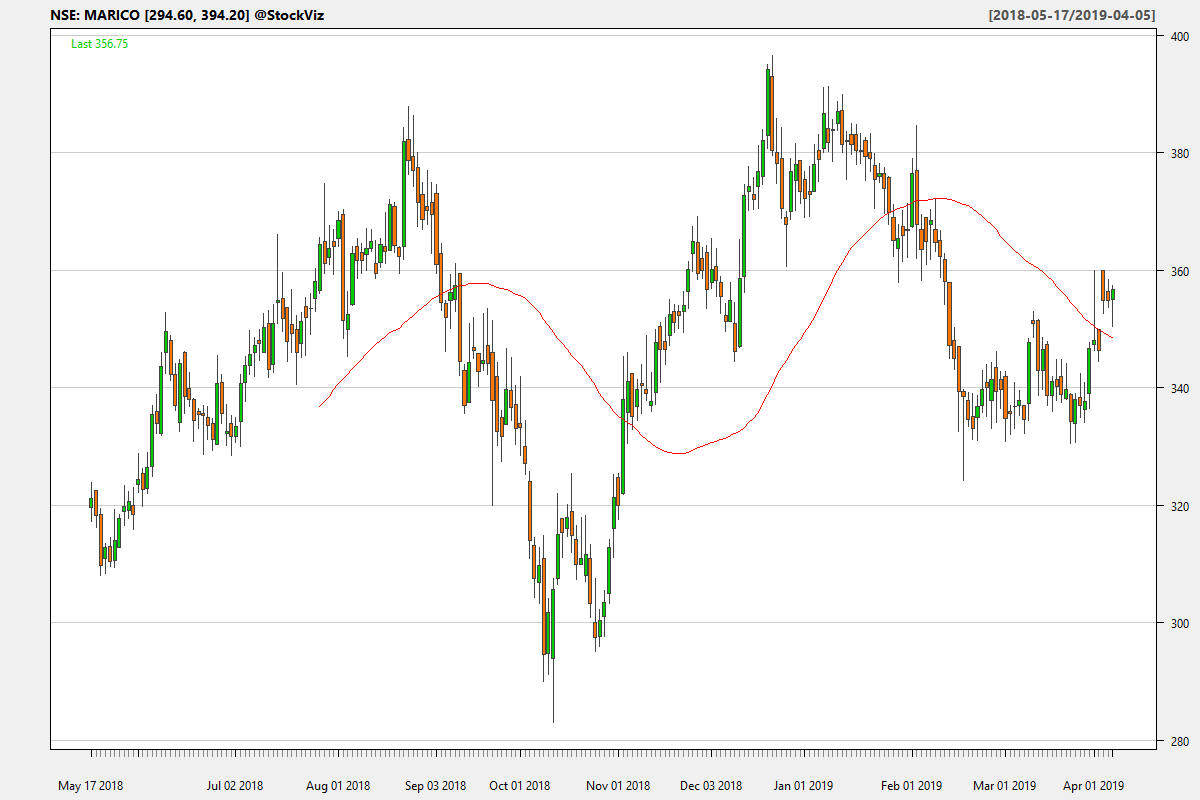 NSE: MARICO [294.60, 394.20] @StockViz [2018-05-17/2019-04-05]
Last 356.75
400
380
360
340
320
300
280
May 17 2018 Jul 02 2018 Aug 01 2018 Sep 03 2018 Oct 01 2018 Nov 01 2018 Dec 03 2018 Jan 01 2019 Feb 01 2019 Mar 01 2019 Apr 01 2019